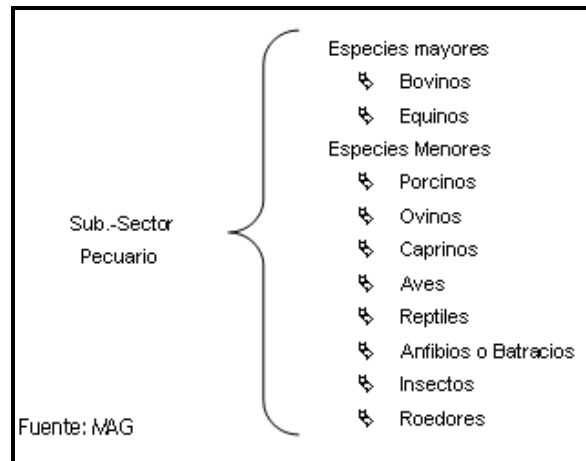 Sub.-Sector
Pecuario
Especies mayores
Bovinos
Equinos
Especies Menores
Porcinos
Ovinos
Caprinos
Aves
Reptiles
Anfibios o Batracios
Insectos
Roedores
Fuente: MAG